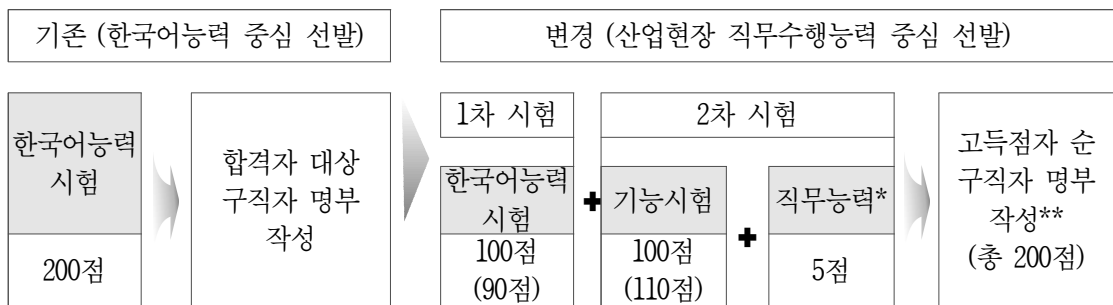 기존 (한국어능력 중심 선발)
변경 (산업현장 직무수행능력 중심 선발)
한국어능력
시험
200점
합격자 대상
구직자 명부
작성
1차 시험
한국어능력
시험
100점
(90점)
+
2차 시험
기능시험
100점
(110점)
+
직무능력*
5점
고득점자 순
구직자 명부
작성**
(총 200점)